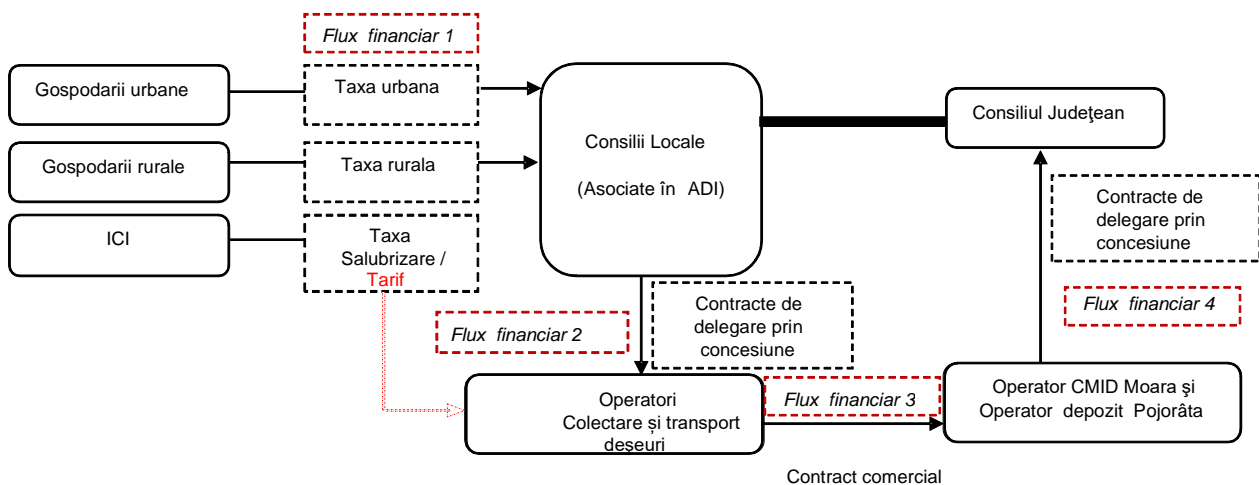 Flux financiar 1
Gospodarii urbane
Taxa urbana
Gospodarii rurale
Taxa rurala
ICI
Taxa
Salubrizare /
Tarif
Consilii Locale
(Asociate în ADI)
Consiliul Judeţean
Contracte de
delegare prin
concesiune
Flux financiar 4
Flux financiar 2
Contracte de
delegare prin
concesiune
Operatori
Colectare și transport
deșeuri
Flux financiar 3
Operator CMID Moara şi
Operator depozit Pojorâta
Contract comercial